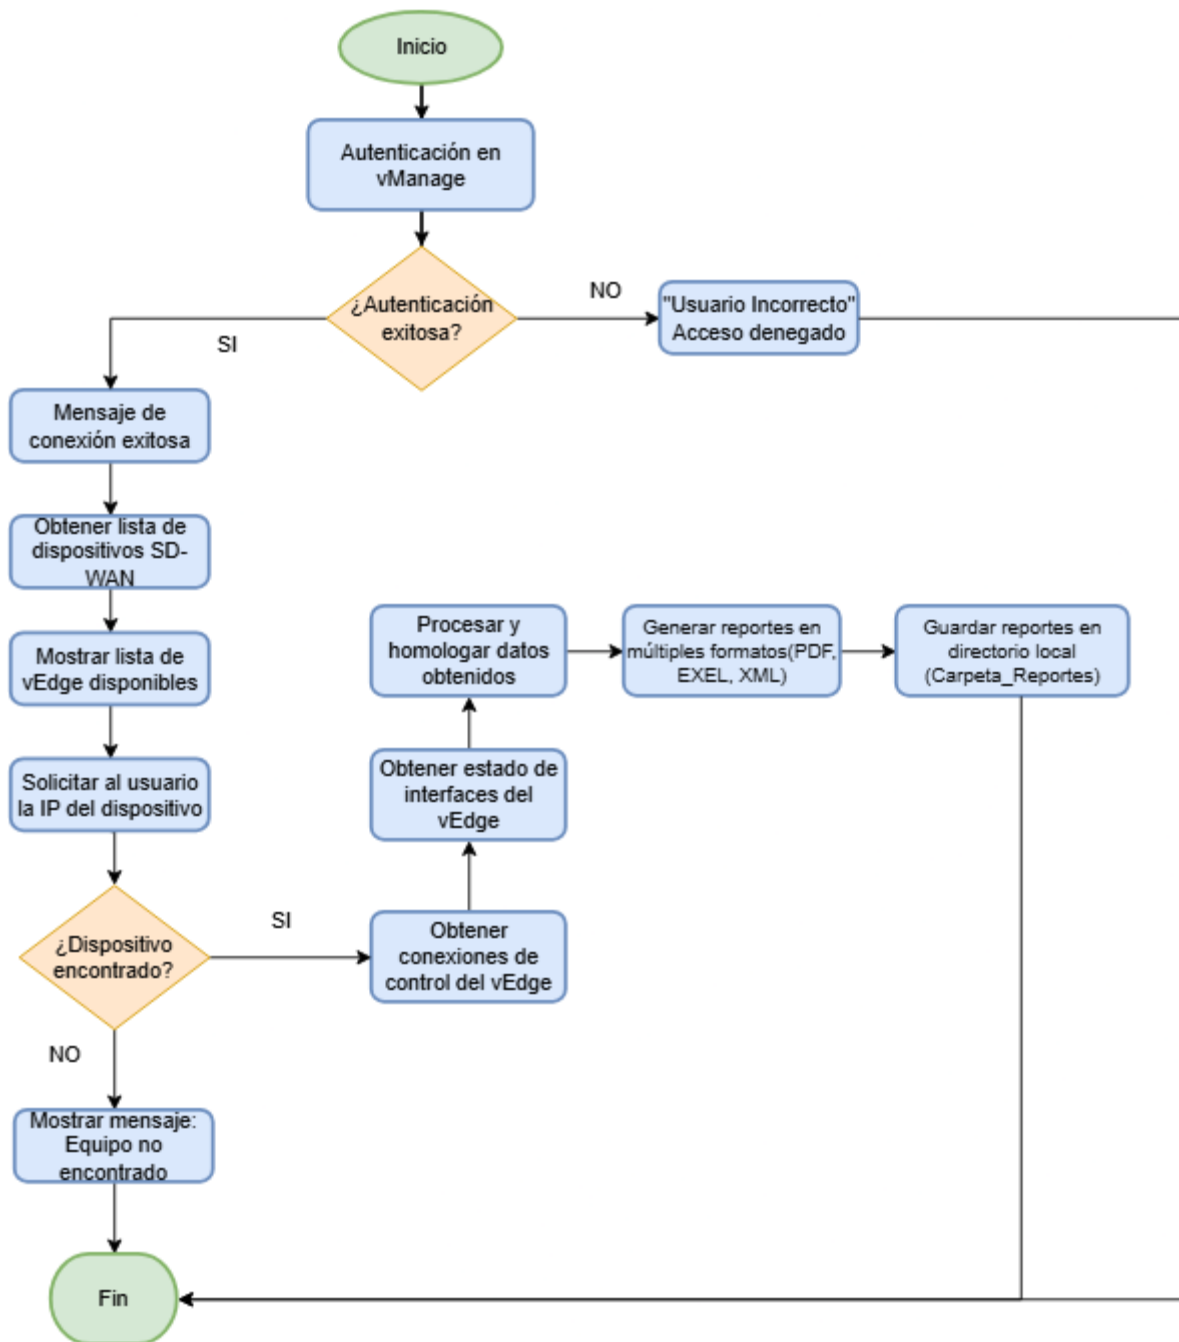 Inicio
Autenticación en
vManage
¿Autenticación
exitosa?
NO
"Usuario Incorrecto"
Acceso denegado
SI
Mensaje de
conexión exitosa
Obtener lista de
dispositivos SD-
WAN
Mostrar lista de
vEdge disponibles
Solicitar al usuario
la IP del dispositivo
¿Dispositivo
encontrado?
SI
Obtener
conexiones de
control del vEdge
Obtener estado de
interfaces del
vEdge
Procesar y
homologar datos
obtenidos
Generar reportes en
múltiples formatos(PDF,
EXEL, XML)
Guardar reportes en
directorio local
(Carpeta_Reportes)
NO
Mostrar mensaje:
Equipo no
encontrado
Fin